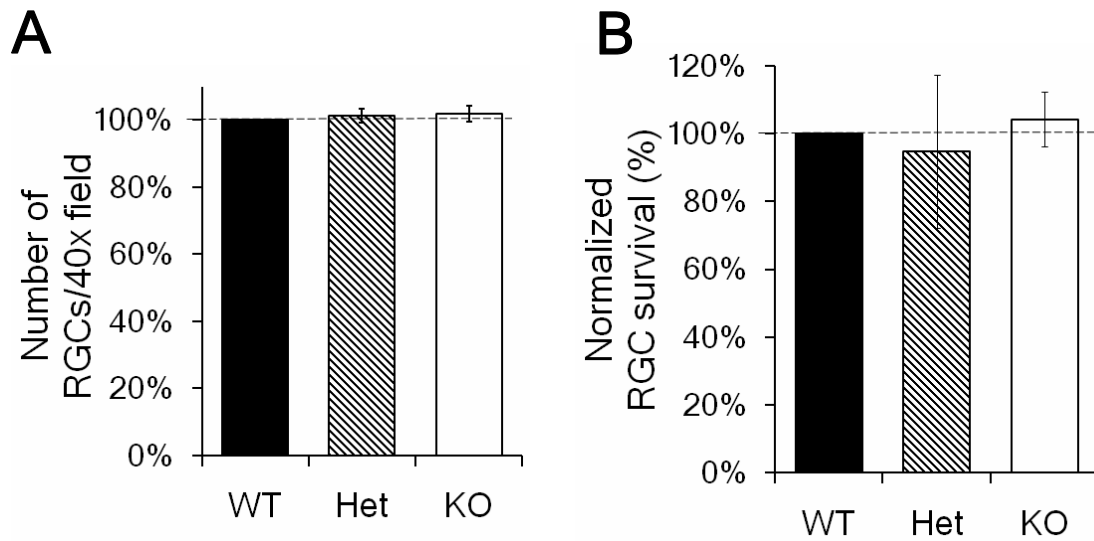 A
Number of
RGCs/40x field
100%
80%
60%
40%
20%
0%
WT
Het
KO
B
Normalized
RGC survival (%)
120%
100%
80%
60%
40%
20%
0%
WT
Het
KO